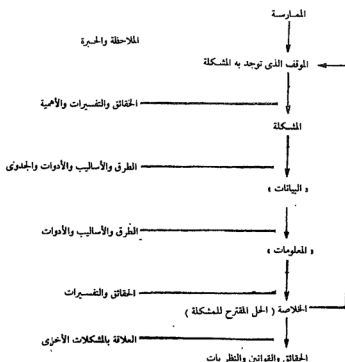 الممارسة
الملاحظة والخبرة
الموقف الذى توجد به المشكلة
الحقائق والتفسيرات والأهمية
المشكلة
الطرق والأساليب والأدوات والجدوى
« البيانات »
الطرق والأساليب والأدوات
« المعلومات »
الحقائق والتفسيرات
الخلاصة ( الحل المقترح للمشكلة )
العلاقة بالمشكلات الأخرى
الحقائق والقوانين والنظريات